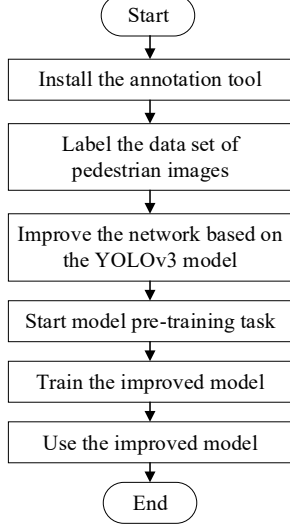 Start
Install the annotation tool
Label the data set of
pedestrian images
Improve the network based on
the YOLOv3 model
Start model pre-training task
Train the improved model
Use the improved model
End